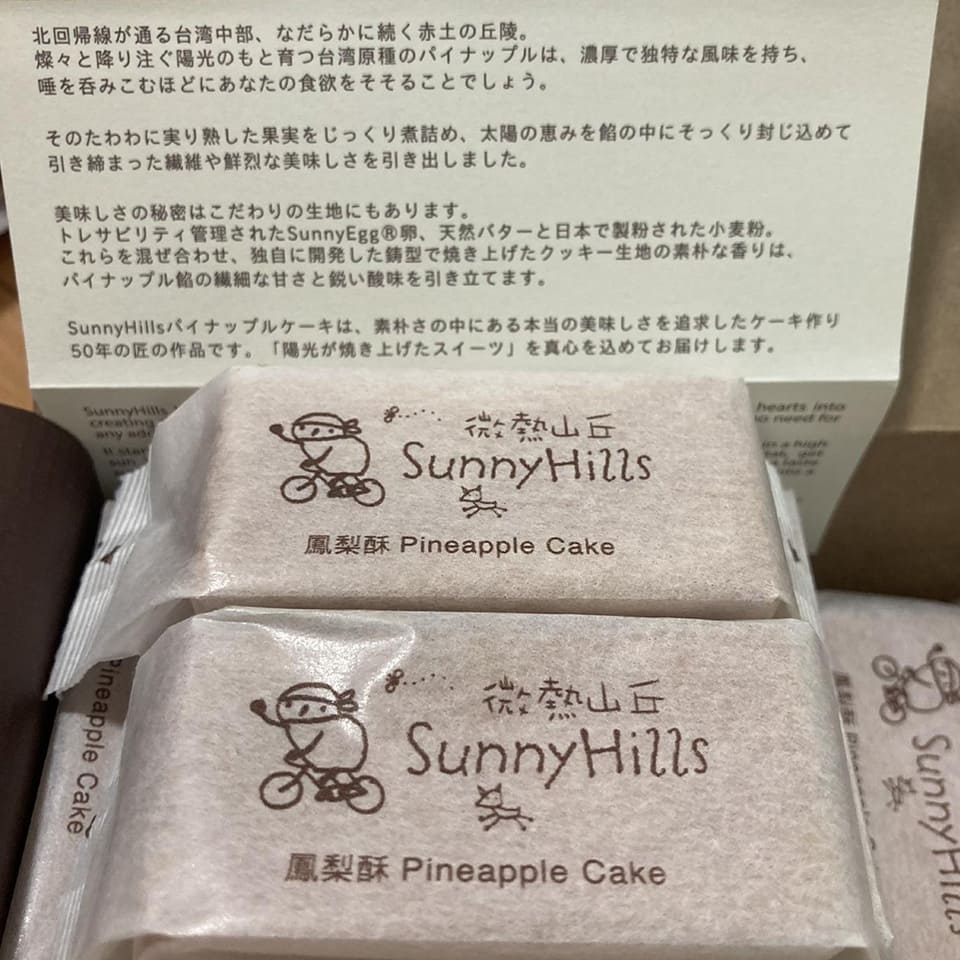 北回帰線が通る台湾中部、なだらかに続く赤土の丘陵。
燦々と降り注ぐ陽光のもと育つ台湾原種のパイナップルは、濃厚で独特な風味を持ち、
唾を呑みこむほどにあなたの食欲をそそることでしょう。
そのたわわに実り熟した果実をじっくり煮詰め、太陽の恵みを餡の中にそっくり封じ込めて
引き締まった繊維や鮮烈な美味しさを引き出しました。
美味しさの秘密はこだわりの生地にもあります。
トレサビリティ管理されたSunnyEgg®卵、天然バターと日本で製粉された小麦粉。
これらを混ぜ合わせ、独自に開発した鋳型で焼き上げたクッキー生地の素朴な香りは、
パイナップル餡の繊細な甘さと鋭い酸味を引き立てます。
SunnyHillsパイナップルケーキは、素朴さの中にある本当の美味しさを追求したケーキ作り
50年の匠の作品です。「陽光が焼き上げたスイーツ」を真心を込めてお届けします。
SunnyHills
hearts into
creating
need for
any
微熱山丘
SunnyHills
鳳梨酥 Pineapple Cake
微熱山丘
SunnyHills
鳳梨酥 Pineapple Cake
Pineapple Cake
SunnyHills